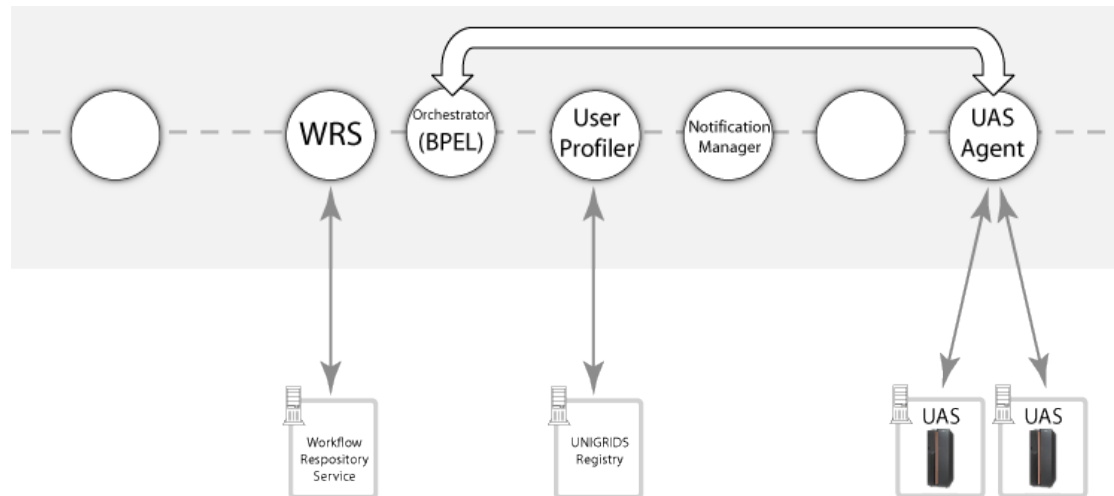 Orchestrator
(BPEL)
WRS
User
Profiler
Notification
Manager
UAS
Agent
Workflow
Respository
Service
UNIGRIDS
Registry
UAS
UAS